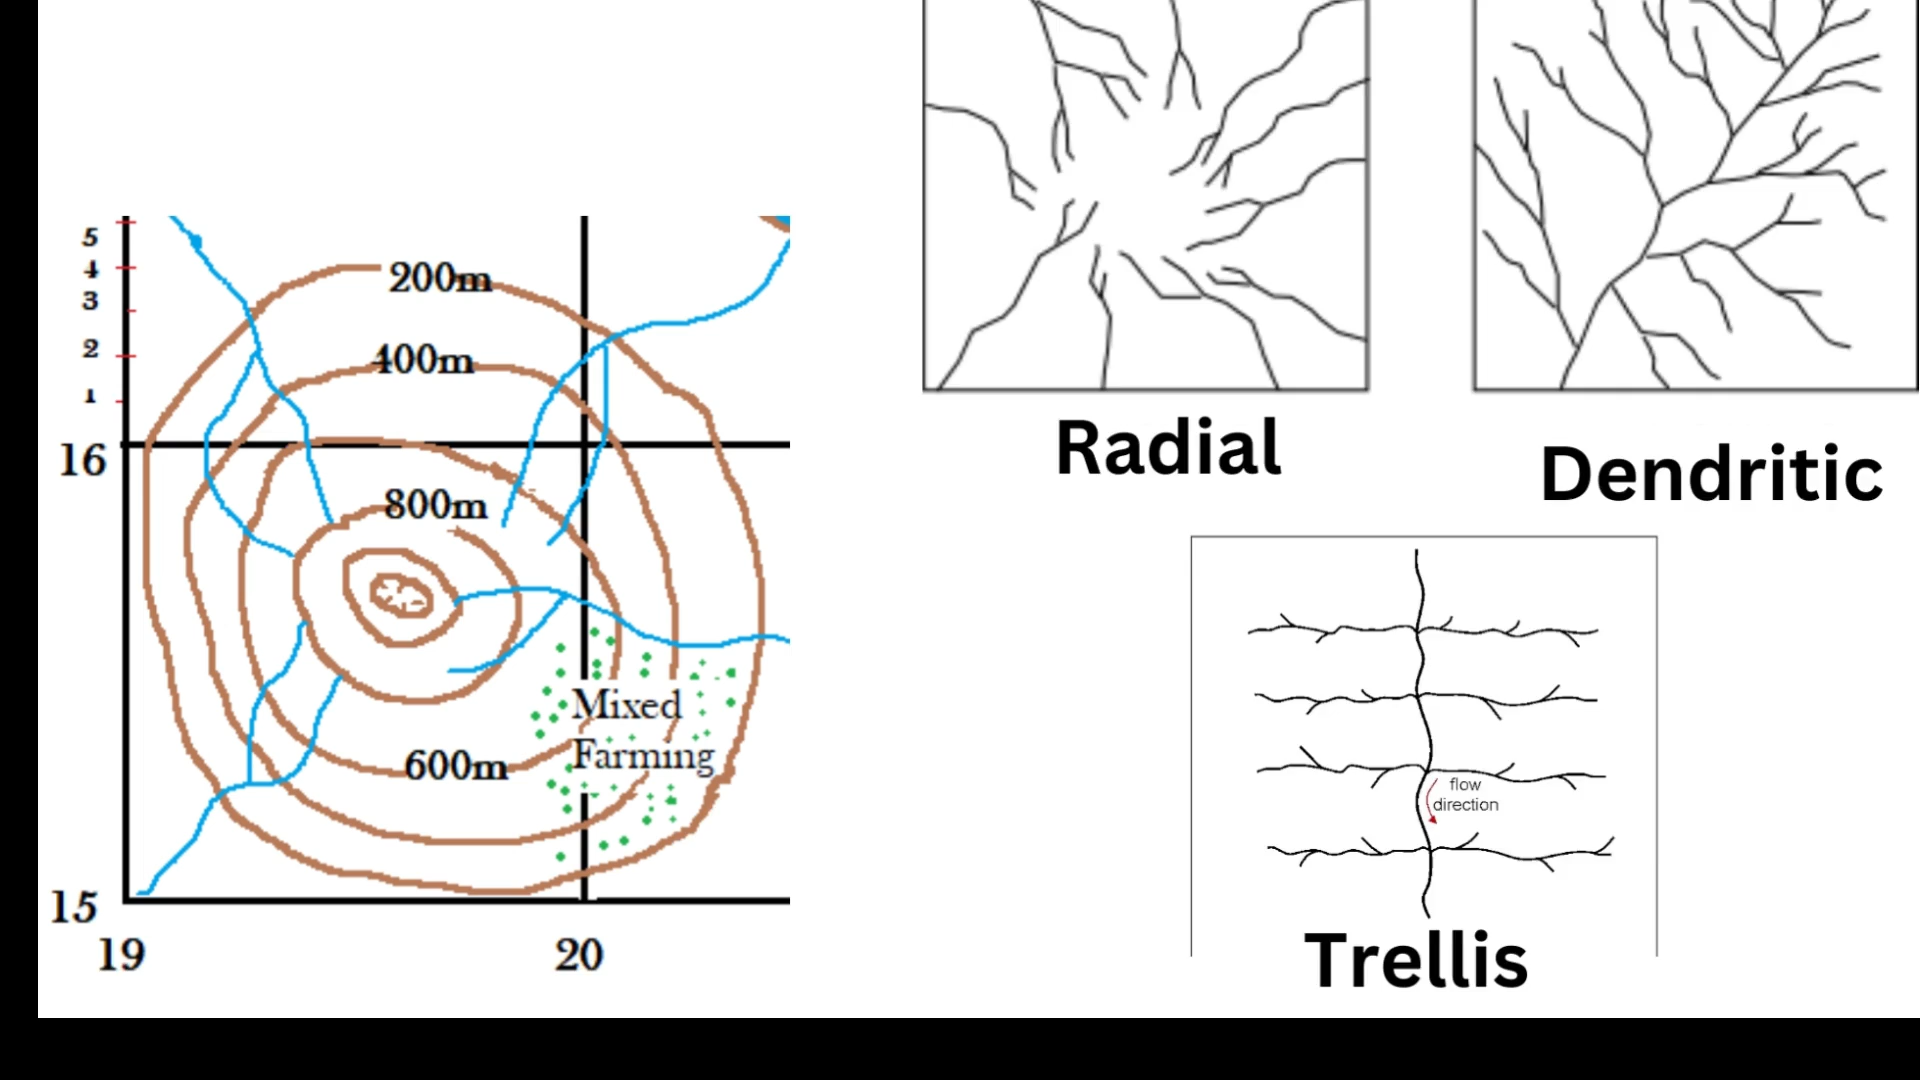 5
4
3
2
1
16
15
19
20
200m
400m
800m
600m
Mixed
Farming
Radial
Dendritic
flow
direction
Trellis